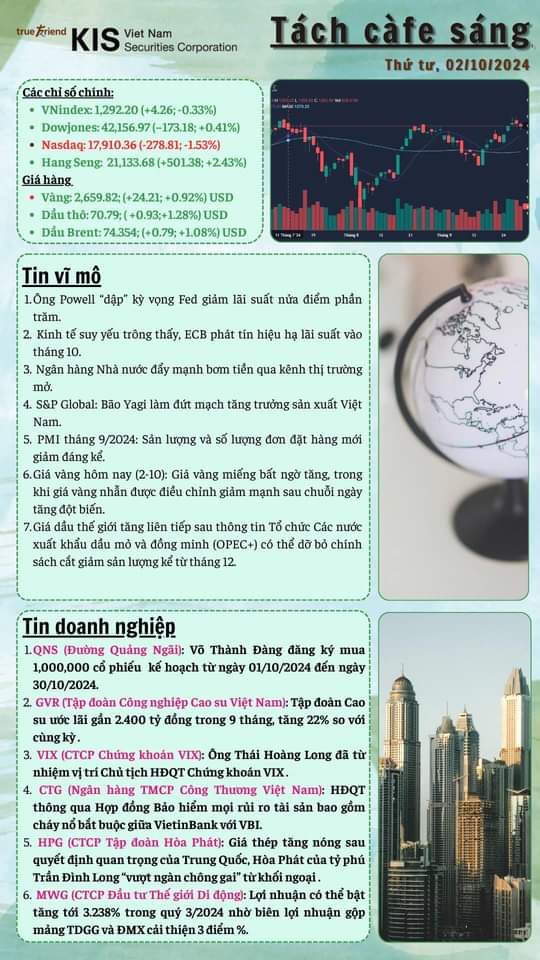 true friend KIS Viet Nam
Securities Corporation
Tách càfe sáng
Thứ tư, 02/10/2024
Các chỉ số chính:
• VNindex: 1,292.20 (+4.26; -0.33%)
• Dowjones: 42,156.97 (–173.18; +0.41%)
• Nasdaq: 17,910.36 (-278.81; -1.53%)
• Hang Seng: 21,133.68 (+501.38; +2.43%)
Giá hàng
• Vàng: 2,659.82; (+24.21; +0.92%) USD
• Dầu thô: 70.79; ( +0.93;+1.28%) USD
• Dầu Brent: 74.354; (+0.79; +1.08%) USD
11 Tháng 7 '24 19 Tháng 8 12 21 Tháng 9 12 24
Tin vĩ mô
1. Ông Powell “dập” kỳ vọng Fed giảm lãi suất nửa điểm phần
trăm.
2. Kinh tế suy yếu trông thấy, ECB phát tín hiệu hạ lãi suất vào
tháng 10.
3. Ngân hàng Nhà nước đẩy mạnh bơm tiền qua kênh thị trường
mở.
4. S&P Global: Bão Yagi làm đứt mạch tăng trưởng sản xuất Việt
Nam.
5. PMI tháng 9/2024: Sản lượng và số lượng đơn đặt hàng mới
giảm đáng kể.
6. Giá vàng hôm nay (2-10): Giá vàng miếng bất ngờ tăng, trong
khi giá vàng nhẫn được điều chỉnh giảm mạnh sau chuỗi ngày
tăng đột biến.
7. Giá dầu thế giới tăng liên tiếp sau thông tin Tổ chức Các nước
xuất khẩu dầu mỏ và đồng minh (OPEC+) có thể dỡ bỏ chính
sách cắt giảm sản lượng kể từ tháng 12.
Tin doanh nghiệp
1. QNS (Đường Quảng Ngãi): Võ Thành Đàng đăng ký mua
1,000,000 cổ phiếu kế hoạch từ ngày 01/10/2024 đến ngày
30/10/2024.
2. GVR (Tập đoàn Công nghiệp Cao su Việt Nam): Tập đoàn Cao
su ước lãi gần 2.400 tỷ đồng trong 9 tháng, tăng 22% so với
cùng kỳ.
3. VIX (CTCP Chứng khoán VIX): Ông Thái Hoàng Long đã từ
nhiệm vị trí Chủ tịch HĐQT Chứng khoán VIX.
4. CTG (Ngân hàng TMCP Công Thương Việt Nam): HĐQT
thông qua Hợp đồng Bảo hiểm mọi rủi ro tài sản bao gồm
cháy nổ bắt buộc giữa VietinBank với VBI.
5. HPG (CTCP Tập đoàn Hòa Phát): Giá thép tăng nóng sau
quyết định quan trọng của Trung Quốc, Hòa Phát của tỷ phú
Trần Đình Long “vượt ngàn chông gai” từ khối ngoại.
6. MWG (CTCP Đầu tư Thế giới Di động): Lợi nhuận có thể bật
tăng tới 3.238% trong quý 3/2024 nhờ biên lợi nhuận gộp
mảng TDGG và ĐMX cải thiện 3 điểm %.